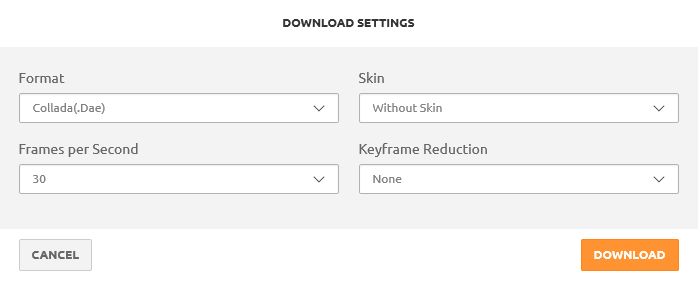 DOWNLOAD SETTINGS
Format
Skin
Collada(.Dae)
Without Skin
Frames per Second
Keyframe Reduction
30
None
CANCEL
DOWNLOAD